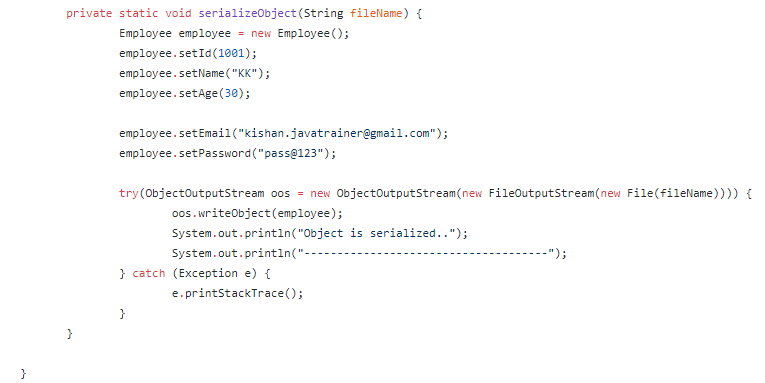 private static void serializeObject(String fileName) {
Employee employee = new Employee();
employee.setId(1001);
employee.setName("KK");
employee.setAge(30);
employee.setEmail("kishan.javatrainer@gmail.com");
employee.setPassword("pass@123");
try(ObjectOutputStream oos = new ObjectOutputStream(new FileOutputStream(new File(fileName)))) {
oos.writeObject(employee);
System.out.println("Object is serialized..");
System.out.println("-------------------------------------");
} catch (Exception e) {
e.printStackTrace();
}
}
}